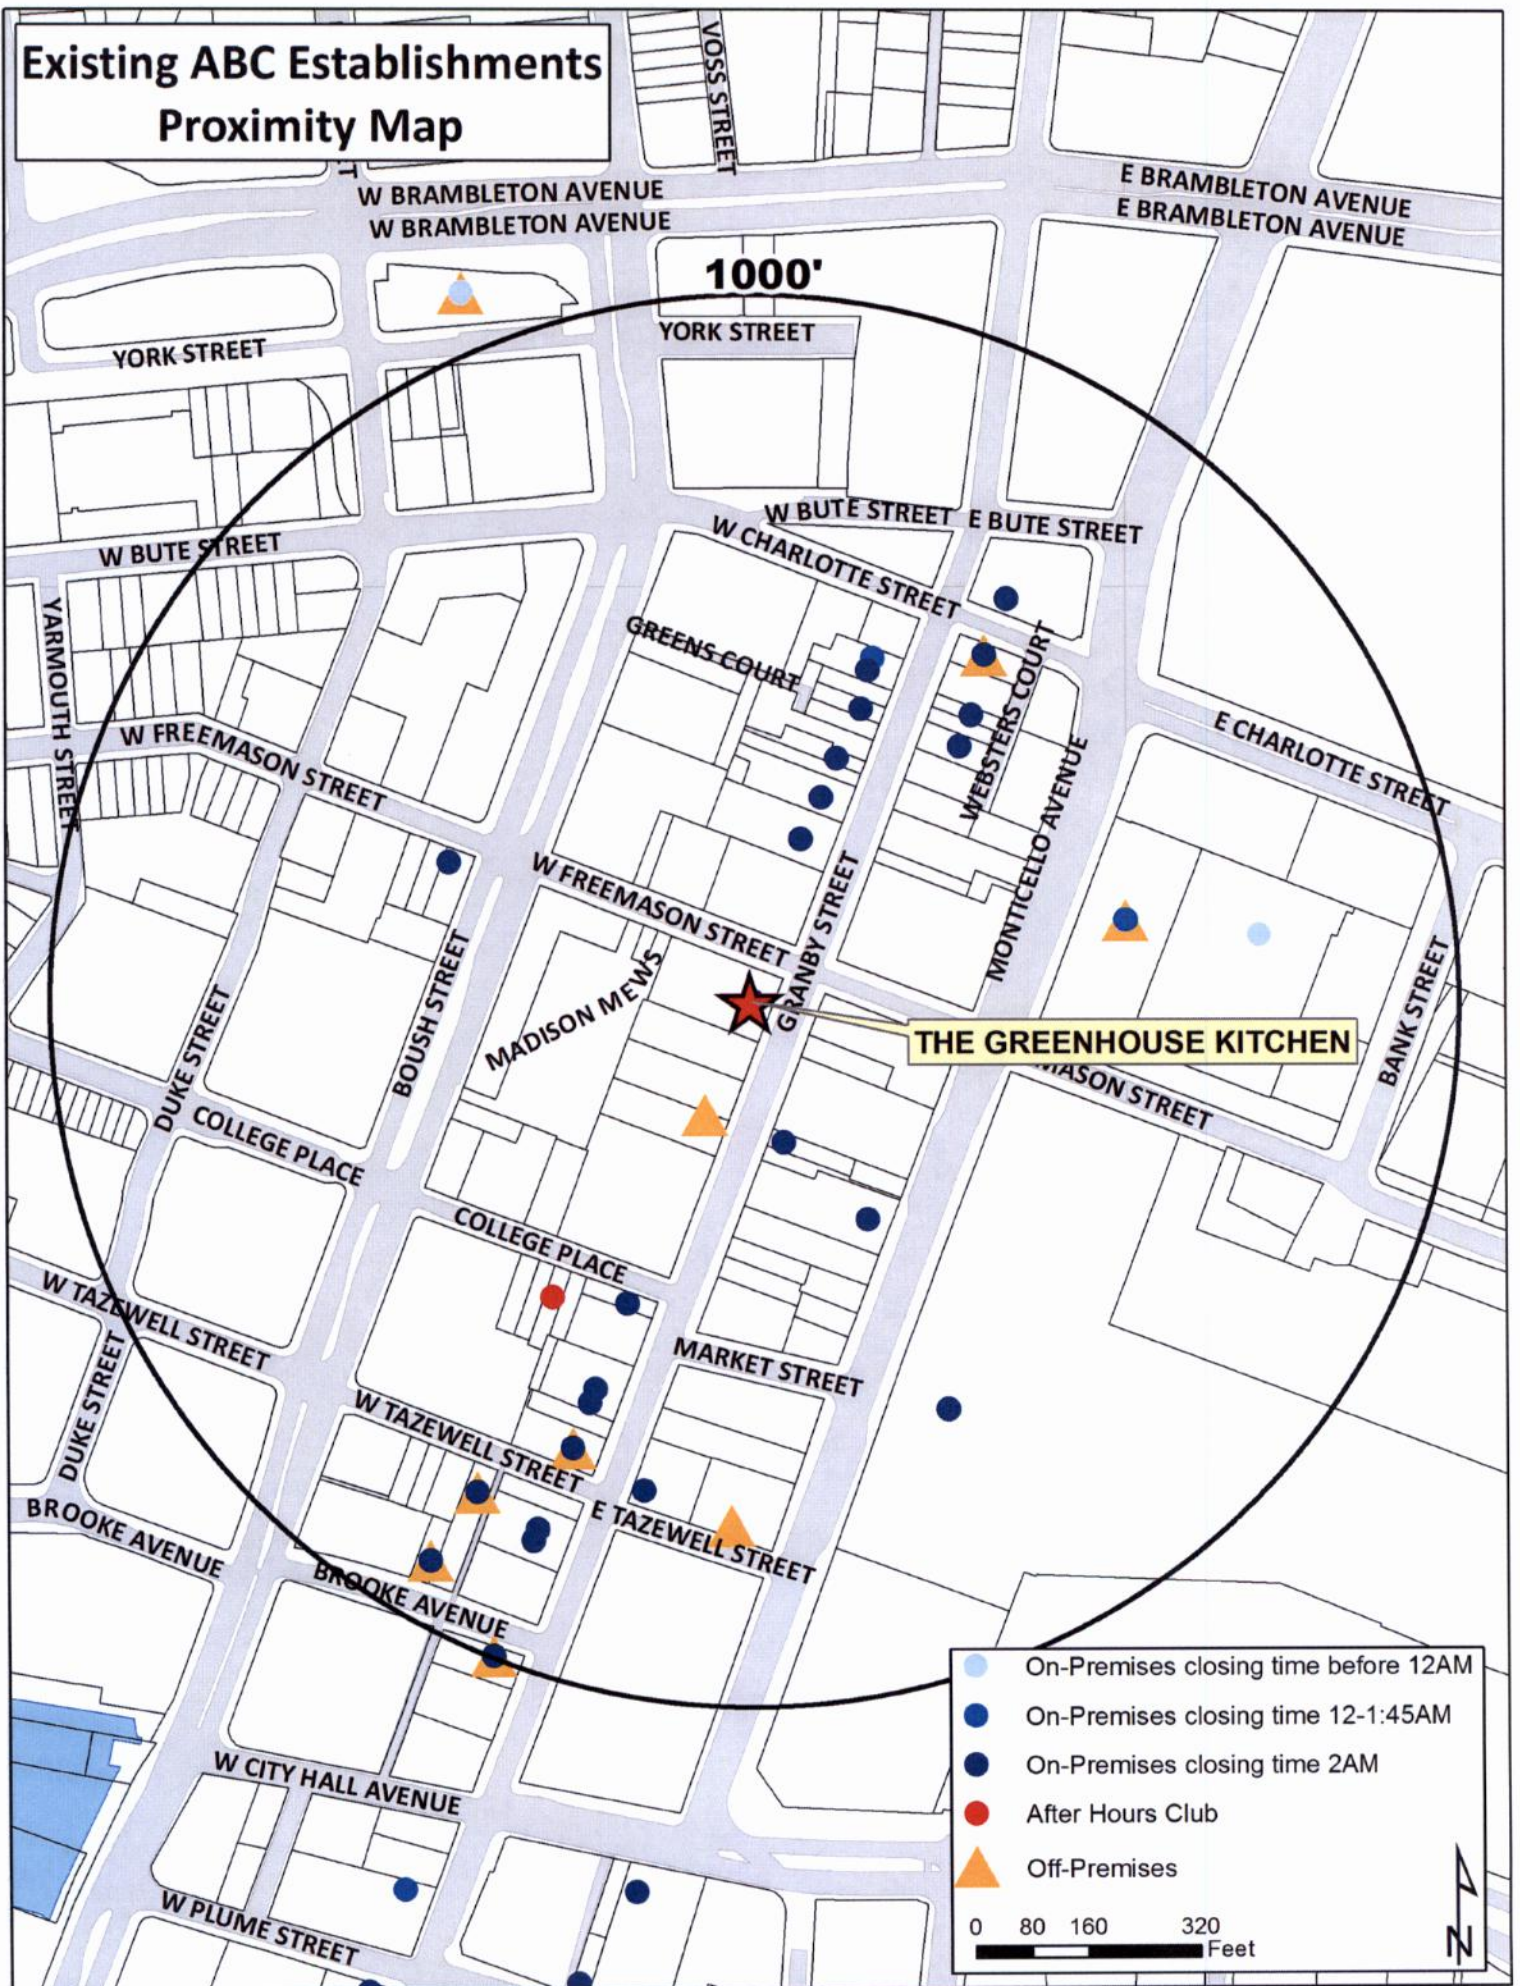 Existing ABC Establishments
Proximity Map
VOSS STREET
T
W BRAMBLETON AVENUE
W BRAMBLETON AVENUE
E BRAMBLETON AVENUE
E BRAMBLETON AVENUE
1000'
YORK STREET
YORK STREET
W BUTE STREET
W BUTE STREET
E BUTE STREET
W CHARLOTTE STREET
YARMOUTH STREET
GREENS COURT
WEBSTERS COURT
E CHARLOTTE STREET
W FREEMASON STREET
MONTICELLO AVENUE
W FREEMASON STREET
GRANBY STREET
MADISON MEWS
BOUSH STREET
DUKE STREET
BANK STREET
THE GREENHOUSE KITCHEN
MASON STREET
COLLEGE PLACE
COLLEGE PLACE
W TAZEWELL STREET
MARKET STREET
DUKE STREET
W TAZEWELL STREET
E TAZEWELL STREET
BROOKE AVENUE
BROOKE AVENUE
W CITY HALL AVENUE
W PLUME STREET
On-Premises closing time before 12AM
On-Premises closing time 12-1:45AM
On-Premises closing time 2AM
After Hours Club
Off-Premises
0 80 160 320
Feet
N